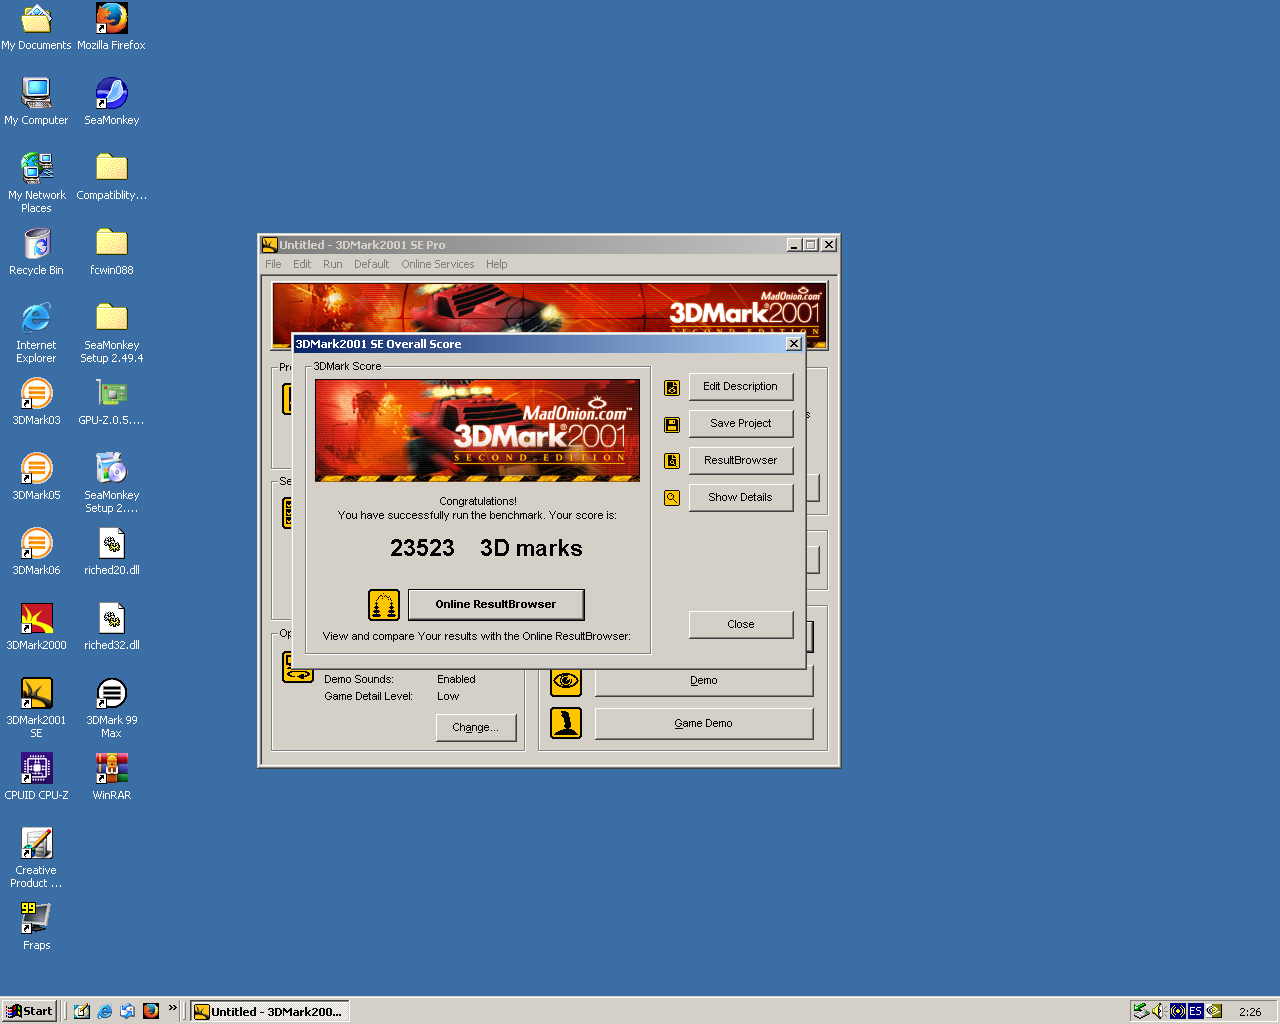 My Documents
Mozilla Firefox
My Computer
SeaMonkey
My Network
Places
Compatiblity...
Recycle Bin
fcwin088
Internet
Explorer
SeaMonkey
Setup 2.49.4
3DMark03
GPU-Z.0.5....
3DMark05
SeaMonkey
Setup 2....
3DMark06
riched20.dll
3DMark2000
riched32.dll
3DMark2001
SE
3DMark 99
Max
CPUID CPU-Z
WinRAR
Creative
Product ...
99
Fraps
Untitled - 3DMark2001 SE Pro
File Edit Run Default Online Services Help
MadOnion.com
3DMark®2001
SECOND EDITION
3DMark2001 SE Overall Score
3DMark Score
MadOnion.com™
3DMark®2001
SECOND EDITION
Congratulations!
You have successfully run the benchmark. Your score is:
23523 3D marks
Online ResultBrowser
View and compare Your results with the Online ResultBrowser:
Edit Description
Save Project
ResultBrowser
Show Details
Close
Demo Sounds: Enabled
Game Detail Level: Low
Change...
Demo
Game Demo
Start
Untitled - 3DMark200...
ES
2:26